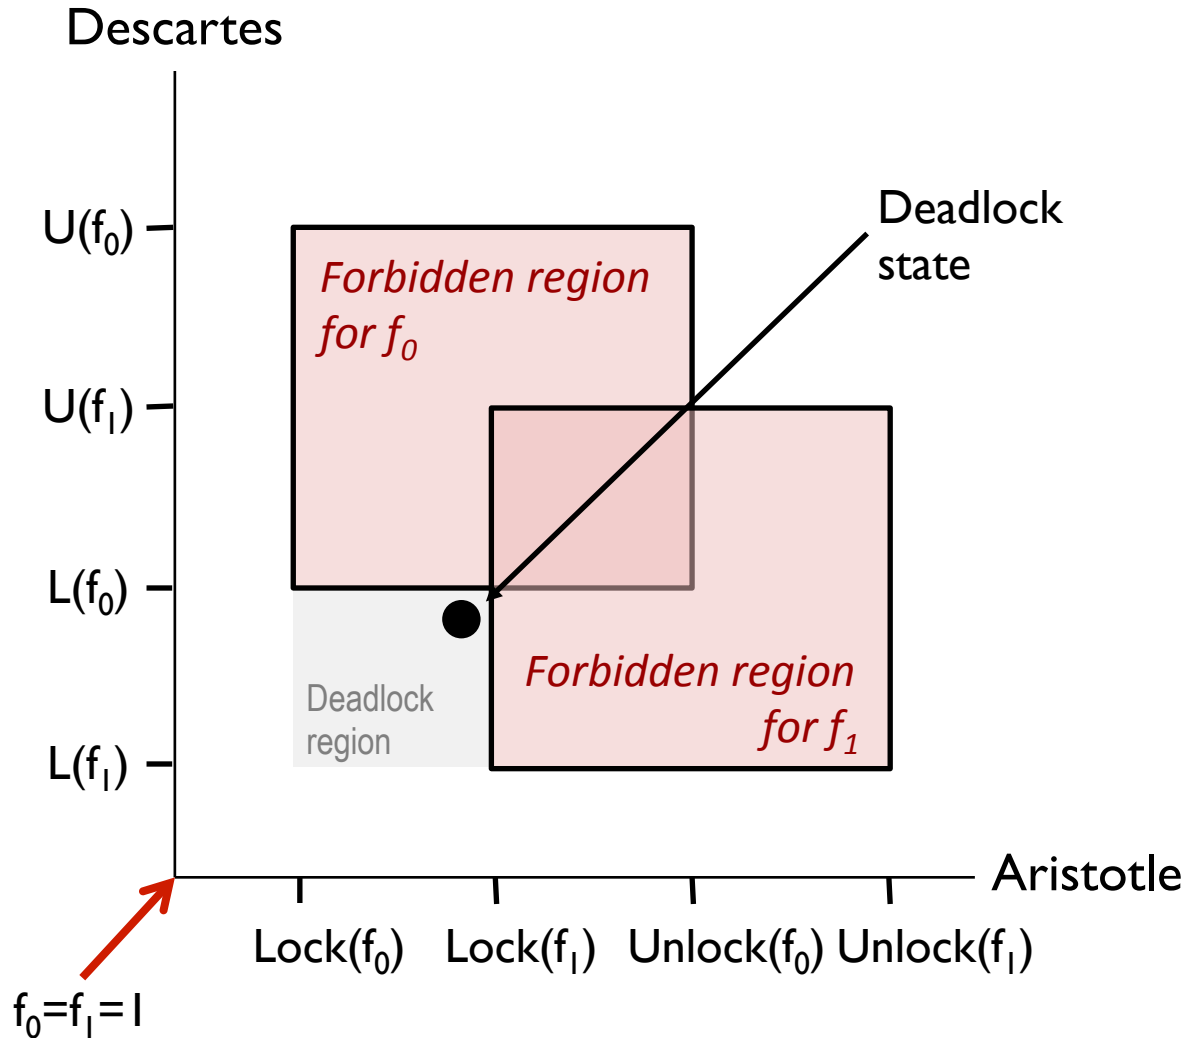 Descartes
U(f₀)
Forbidden region
for f₀
Deadlock
state
U(f₁)
L(f₀)
Forbidden region
for f₁
Deadlock
region
L(f₁)
Aristotle
Lock(f₀) Lock(f₁) Unlock(f₀) Unlock(f₁)
f₀=f₁=1